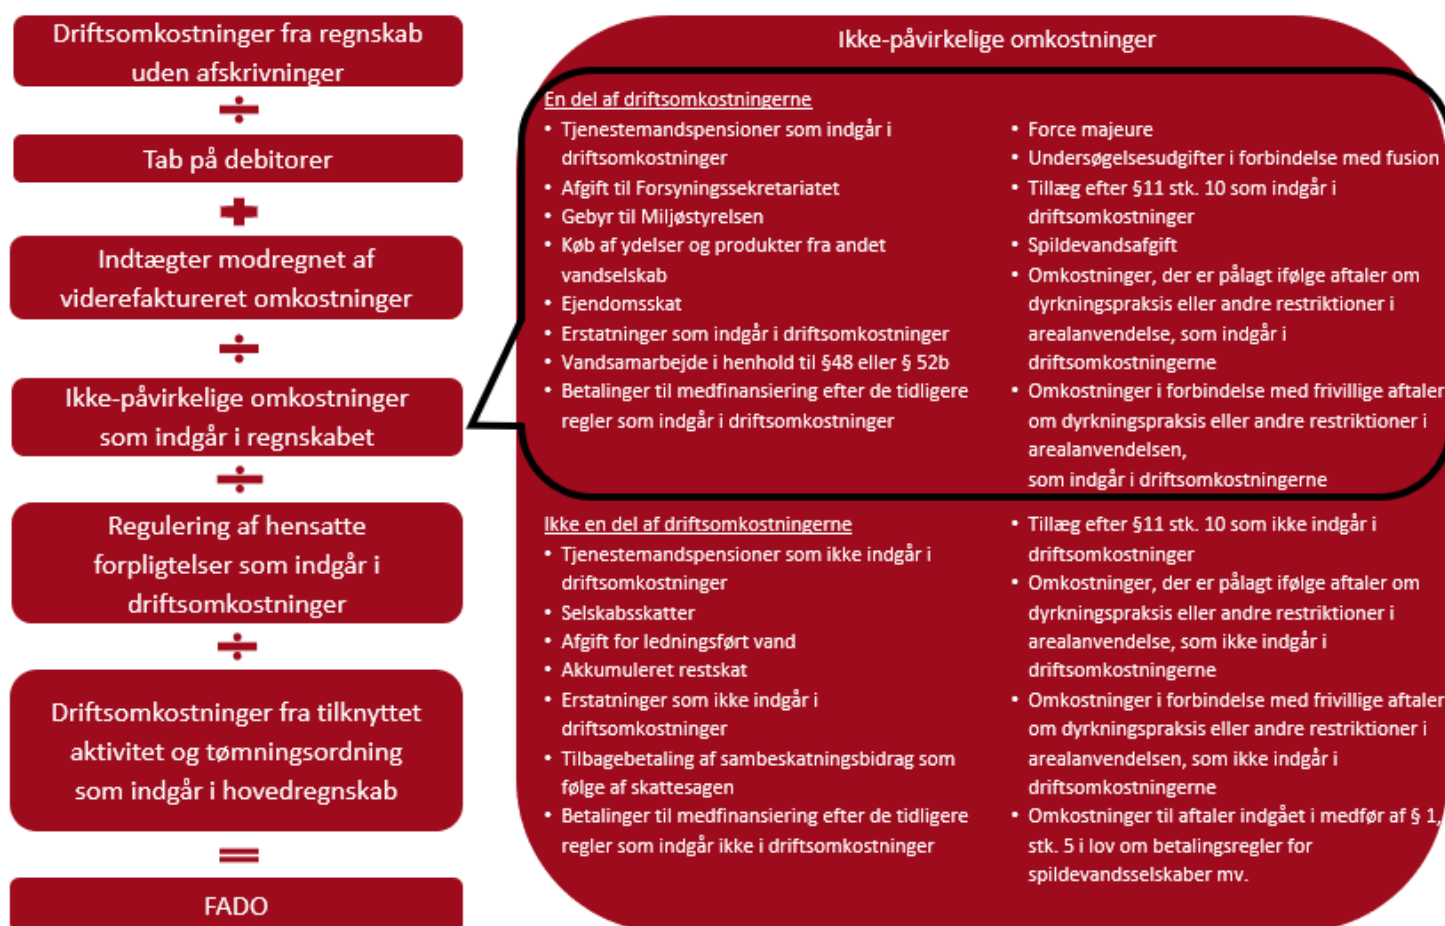 Driftsomkostninger fra regnskab
uden afskrivninger
÷
Tab på debitorer
+
Indtægter modregnet af
viderefaktureret omkostninger
÷
Ikke-påvirkelige omkostninger
som indgår i regnskabet
÷
Regulering af hensatte
forpligtelser som indgår i
driftsomkostninger
÷
Driftsomkostninger fra tilknyttet
aktivitet og tømningsordning
som indgår i hovedregnskab
=
FADO
Ikke-påvirkelige omkostninger
En del af driftsomkostningerne
• Tjenestemandspensioner som indgår i
driftsomkostninger
• Afgift til Forsyningssekretariatet
• Gebyr til Miljøstyrelsen
• Køb af ydelser og produkter fra andet
vandselskab
• Ejendomsskat
• Erstatninger som indgår i driftsomkostninger
• Vandsamarbejde i henhold til §48 eller § 52b
• Betalinger til medfinansiering efter de tidligere
regler som indgår i driftsomkostninger
• Force majeure
• Undersøgelsesudgifter i forbindelse med fusion
• Tillæg efter §11 stk. 10 som indgår i
driftsomkostninger
• Spildevandsafgift
• Omkostninger, der er pålagt ifølge aftaler om
dyrkningspraksis eller andre restriktioner i
arealanvendelse, som indgår i
driftsomkostningerne
• Omkostninger i forbindelse med frivillige aftaler
om dyrkningspraksis eller andre restriktioner i
arealanvendelsen,
som indgår i driftsomkostningerne
Ikke en del af driftsomkostningerne
• Tjenestemandspensioner som ikke indgår i
driftsomkostninger
• Selskabsskatter
• Afgift for ledningsført vand
• Akkumuleret restskat
• Erstatninger som ikke indgår i
driftsomkostninger
• Tilbagebetaling af sambeskatningsbidrag som
følge af skattesagen
• Betalinger til medfinansiering efter de tidligere
regler som indgår ikke i driftsomkostninger
• Tillæg efter §11 stk. 10 som ikke indgår i
driftsomkostninger
• Omkostninger, der er pålagt ifølge aftaler om
dyrkningspraksis eller andre restriktioner i
arealanvendelse, som ikke indgår i
driftsomkostningerne
• Omkostninger i forbindelse med frivillige aftaler
om dyrkningspraksis eller andre restriktioner i
arealanvendelsen, som ikke indgår i
driftsomkostningerne
• Omkostninger til aftaler indgået i medfør af § 1,
stk. 5 i lov om betalingsregler for
spildevandsselskaber mv.